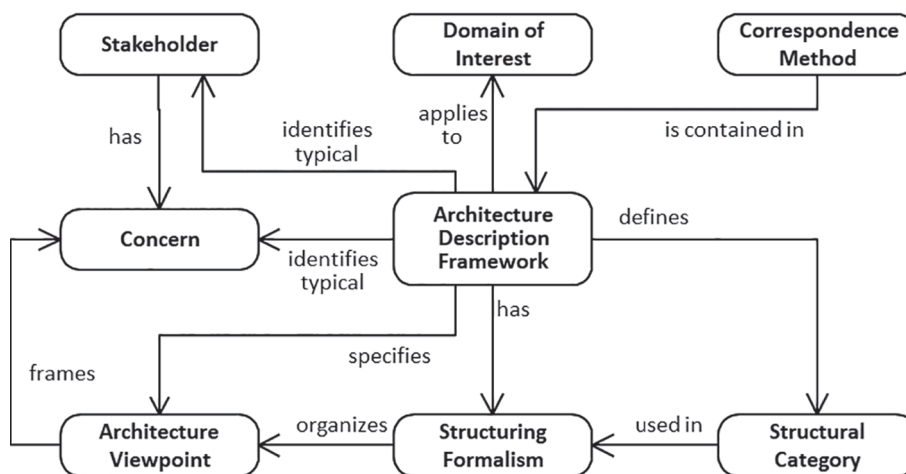 Stakeholder
Domain of
Interest
Correspondence
Method
has
identifies
typical
applies
to
is contained in
Concern
identifies
typical
Architecture
Description
Framework
defines
has
specifies
frames
Architecture
Viewpoint
organizes
Structuring
Formalism
used in
Structural
Category